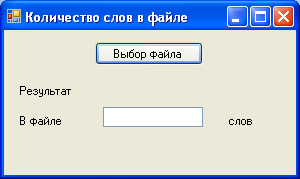 Количество слов в файле
Выбор файла
Результат
В файле слов